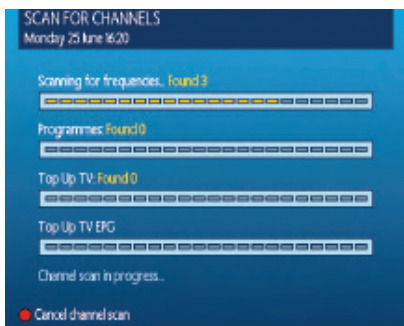 SCAN FOR CHANNELS
Monday 25 June 16:20
Scanning for frequencies.. Found 3
Programmes: Found 0
Top Up TV: Found 0
Top Up TV EPG
Channel scan in progress...
Cancel channel scan